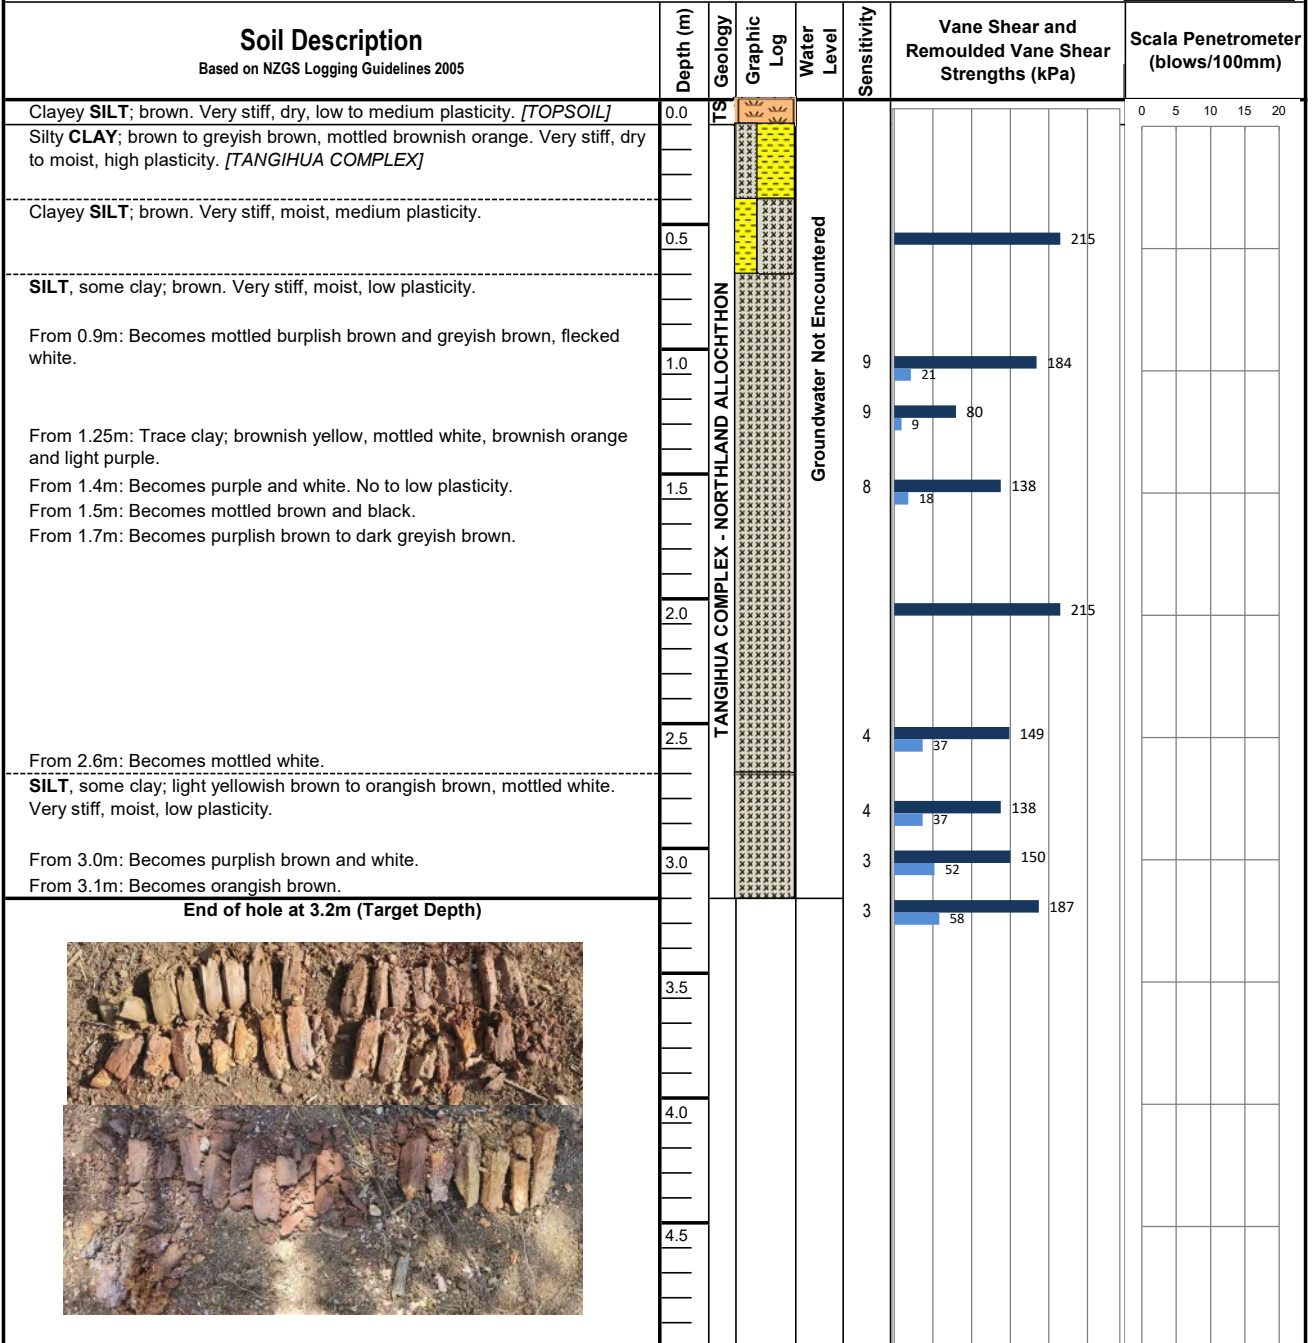 Soil Description
Based on NZGS Logging Guidelines 2005
Depth (m)
Geology
Graphic
Log
Water
Level
Sensitivity
Vane Shear and
Remoulded Vane Shear
Strengths (kPa)
Scala Penetrometer
(blows/100mm)
0 5 10 15 20
Clayey SILT; brown. Very stiff, dry, low to medium plasticity. [TOPSOIL]
0.0
TS
Silty CLAY; brown to greyish brown, mottled brownish orange. Very stiff, dry
to moist, high plasticity. [TANGIHUA COMPLEX]
Clayey SILT; brown. Very stiff, moist, medium plasticity.
0.5
215
SILT, some clay; brown. Very stiff, moist, low plasticity.
From 0.9m: Becomes mottled burplish brown and greyish brown, flecked
white.
1.0
9
184
21
9
80
9
From 1.25m: Trace clay; brownish yellow, mottled white, brownish orange
and light purple.
From 1.4m: Becomes purple and white. No to low plasticity.
1.5
8
138
18
From 1.5m: Becomes mottled brown and black.
From 1.7m: Becomes purplish brown to dark greyish brown.
TANGIHUA COMPLEX - NORTHLAND ALLOCHTHON
Groundwater Not Encountered
2.0
215
2.5
4
149
37
From 2.6m: Becomes mottled white.
SILT, some clay; light yellowish brown to orangish brown, mottled white.
Very stiff, moist, low plasticity.
4
138
37
From 3.0m: Becomes purplish brown and white.
3.0
3
150
52
From 3.1m: Becomes orangish brown.
End of hole at 3.2m (Target Depth)
3
187
58
3.5
4.0
4.5